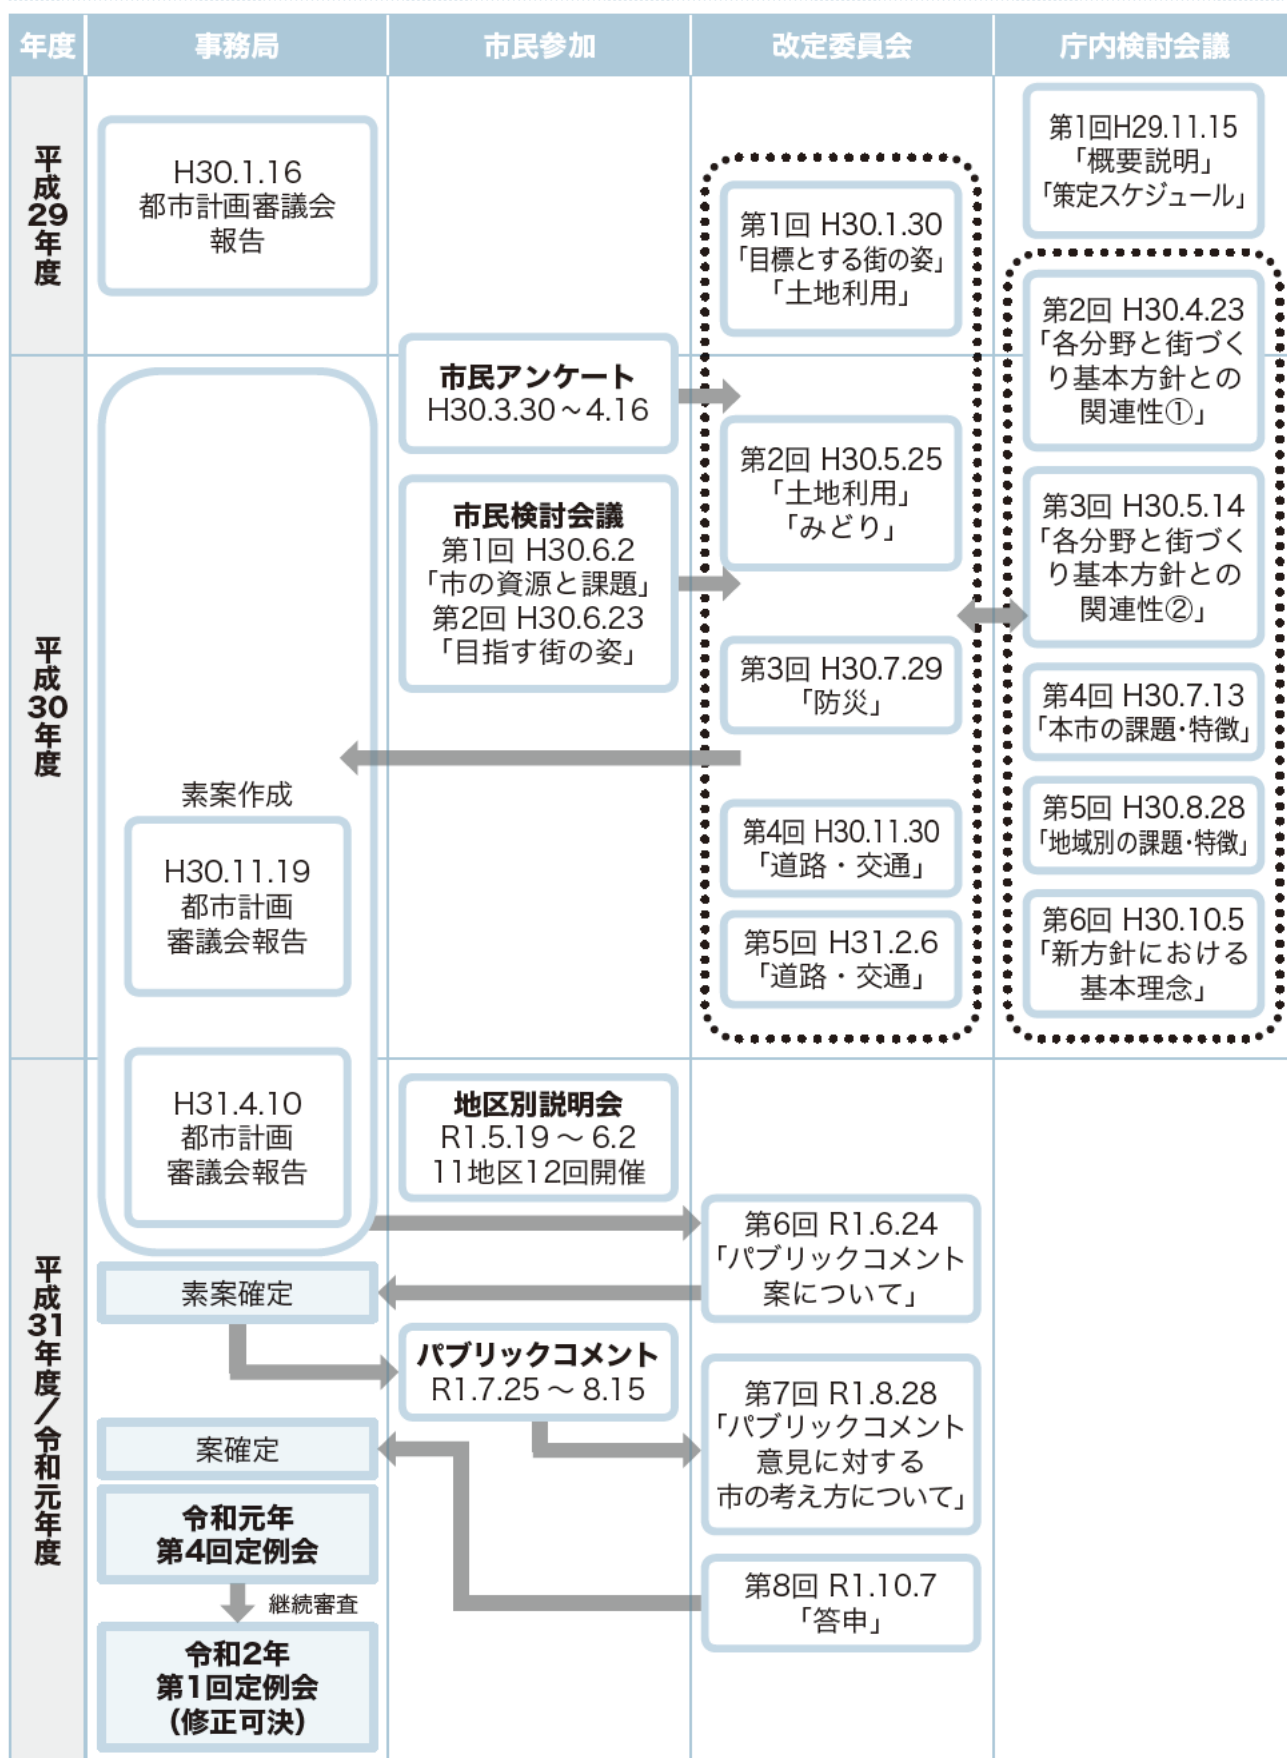 年度
事務局
市民参加
改定委員会
庁内検討会議
平成29年度
H30.1.16
都市計画審議会
報告
第1回 H30.1.30
「目標とする街の姿」
「土地利用」
第1回H29.11.15
「概要説明」
「策定スケジュール」
第2回 H30.4.23
「各分野と街づく
り基本方針との
関連性①」
平成30年度
市民アンケート
H30.3.30～4.16
市民検討会議
第1回 H30.6.2
「市の資源と課題」
第2回 H30.6.23
「目指す街の姿」
第2回 H30.5.25
「土地利用」
「みどり」
第3回 H30.7.29
「防災」
第3回 H30.5.14
「各分野と街づく
り基本方針との
関連性②」
第4回 H30.7.13
「本市の課題・特徴」
素案作成
H30.11.19
都市計画
審議会報告
第4回 H30.11.30
「道路・交通」
第5回 H31.2.6
「道路・交通」
第5回 H30.8.28
「地域別の課題・特徴」
第6回 H30.10.5
「新方針における
基本理念」
平成31年度／令和元年度
H31.4.10
都市計画
審議会報告
地区別説明会
R1.5.19 ～ 6.2
11地区12回開催
第6回 R1.6.24
「パブリックコメント
案について」
素案確定
パブリックコメント
R1.7.25 ～ 8.15
第7回 R1.8.28
「パブリックコメント
意見に対する
市の考え方について」
案確定
令和元年
第4回定例会
継続審査
第8回 R1.10.7
「答申」
令和2年
第1回定例会
（修正可決）